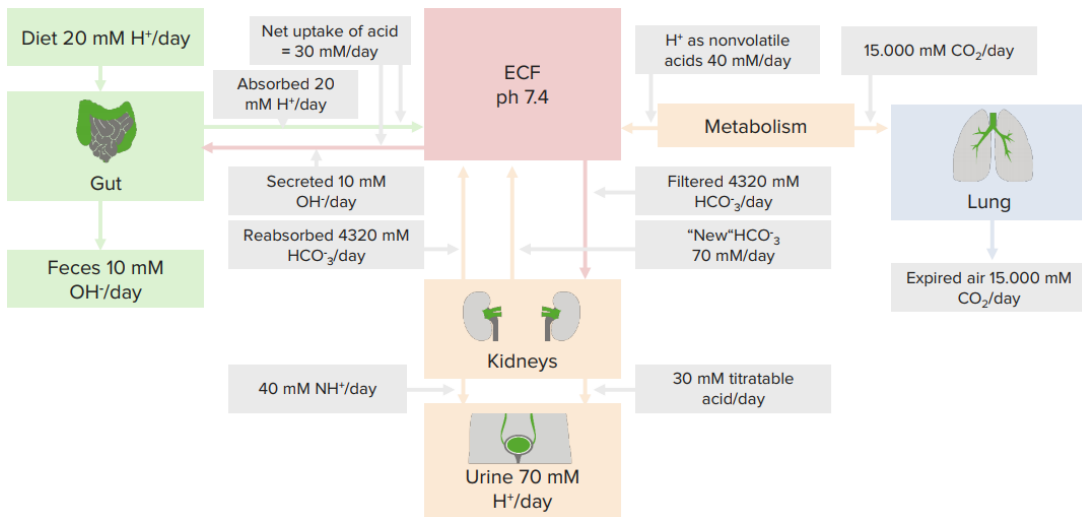 Diet 20 mM H⁺/day
Net uptake of acid
= 30 mM/day
Absorbed 20
mM H⁺/day
Gut
Feces 10 mM
OH⁻/day
ECF
ph 7.4
H⁺ as nonvolatile
acids 40 mM/day
15.000 mM CO₂/day
Metabolism
Lung
Expired air 15.000 mM
CO₂/day
Secreted 10 mM
OH⁻/day
Reabsorbed 4320 mM
HCO⁻₃/day
Filtered 4320 mM
HCO⁻₃/day
"New"HCO⁻₃
70 mM/day
Kidneys
40 mM NH⁺/day
30 mM titratable
acid/day
Urine 70 mM
H⁺/day